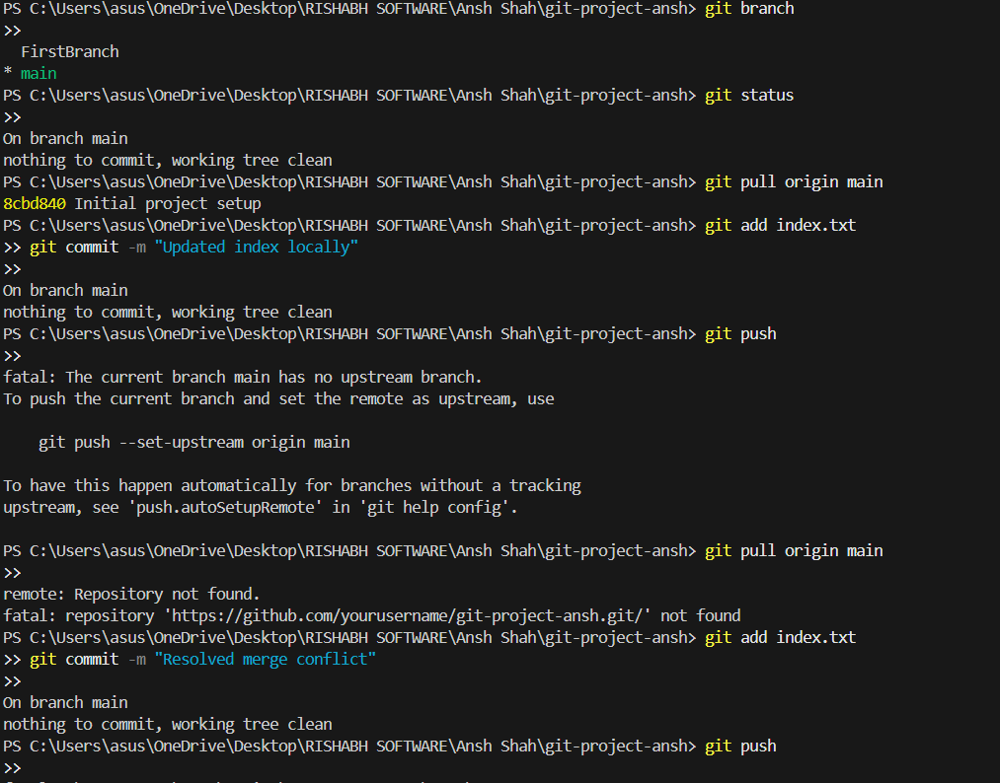 PS C:\Users\asus\OneDrive\Desktop\RISHABH SOFTWARE\Ansh Shah\git-project-ansh> git branch
>>
  FirstBranch
* main
PS C:\Users\asus\OneDrive\Desktop\RISHABH SOFTWARE\Ansh Shah\git-project-ansh> git status
>>
On branch main
nothing to commit, working tree clean
PS C:\Users\asus\OneDrive\Desktop\RISHABH SOFTWARE\Ansh Shah\git-project-ansh> git pull origin main
8cbd840 Initial project setup
PS C:\Users\asus\OneDrive\Desktop\RISHABH SOFTWARE\Ansh Shah\git-project-ansh> git add index.txt
>> git commit -m "Updated index locally"
>>
On branch main
nothing to commit, working tree clean
PS C:\Users\asus\OneDrive\Desktop\RISHABH SOFTWARE\Ansh Shah\git-project-ansh> git push
>>
fatal: The current branch main has no upstream branch.
To push the current branch and set the remote as upstream, use

    git push --set-upstream origin main

To have this happen automatically for branches without a tracking
upstream, see 'push.autoSetupRemote' in 'git help config'.

PS C:\Users\asus\OneDrive\Desktop\RISHABH SOFTWARE\Ansh Shah\git-project-ansh> git pull origin main
>>
remote: Repository not found.
fatal: repository 'https://github.com/yourusername/git-project-ansh.git/' not found
PS C:\Users\asus\OneDrive\Desktop\RISHABH SOFTWARE\Ansh Shah\git-project-ansh> git add index.txt
>> git commit -m "Resolved merge conflict"
>>
On branch main
nothing to commit, working tree clean
PS C:\Users\asus\OneDrive\Desktop\RISHABH SOFTWARE\Ansh Shah\git-project-ansh> git push
>>